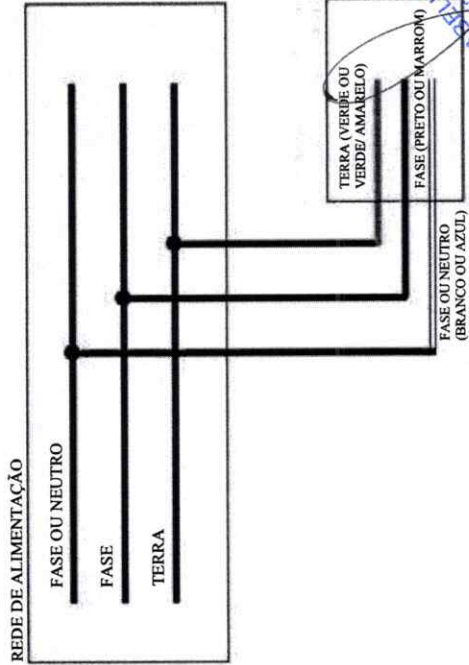 REDE DE ALIMENTAÇÃO
FASE OU NEUTRO
FASE
TERRA
TERRA (VERDE OU
VERDE/ AMARELO)
FASE (PRETO OU MARROM)
FASE OU NEUTRO
(BRANCO OU AZUL)